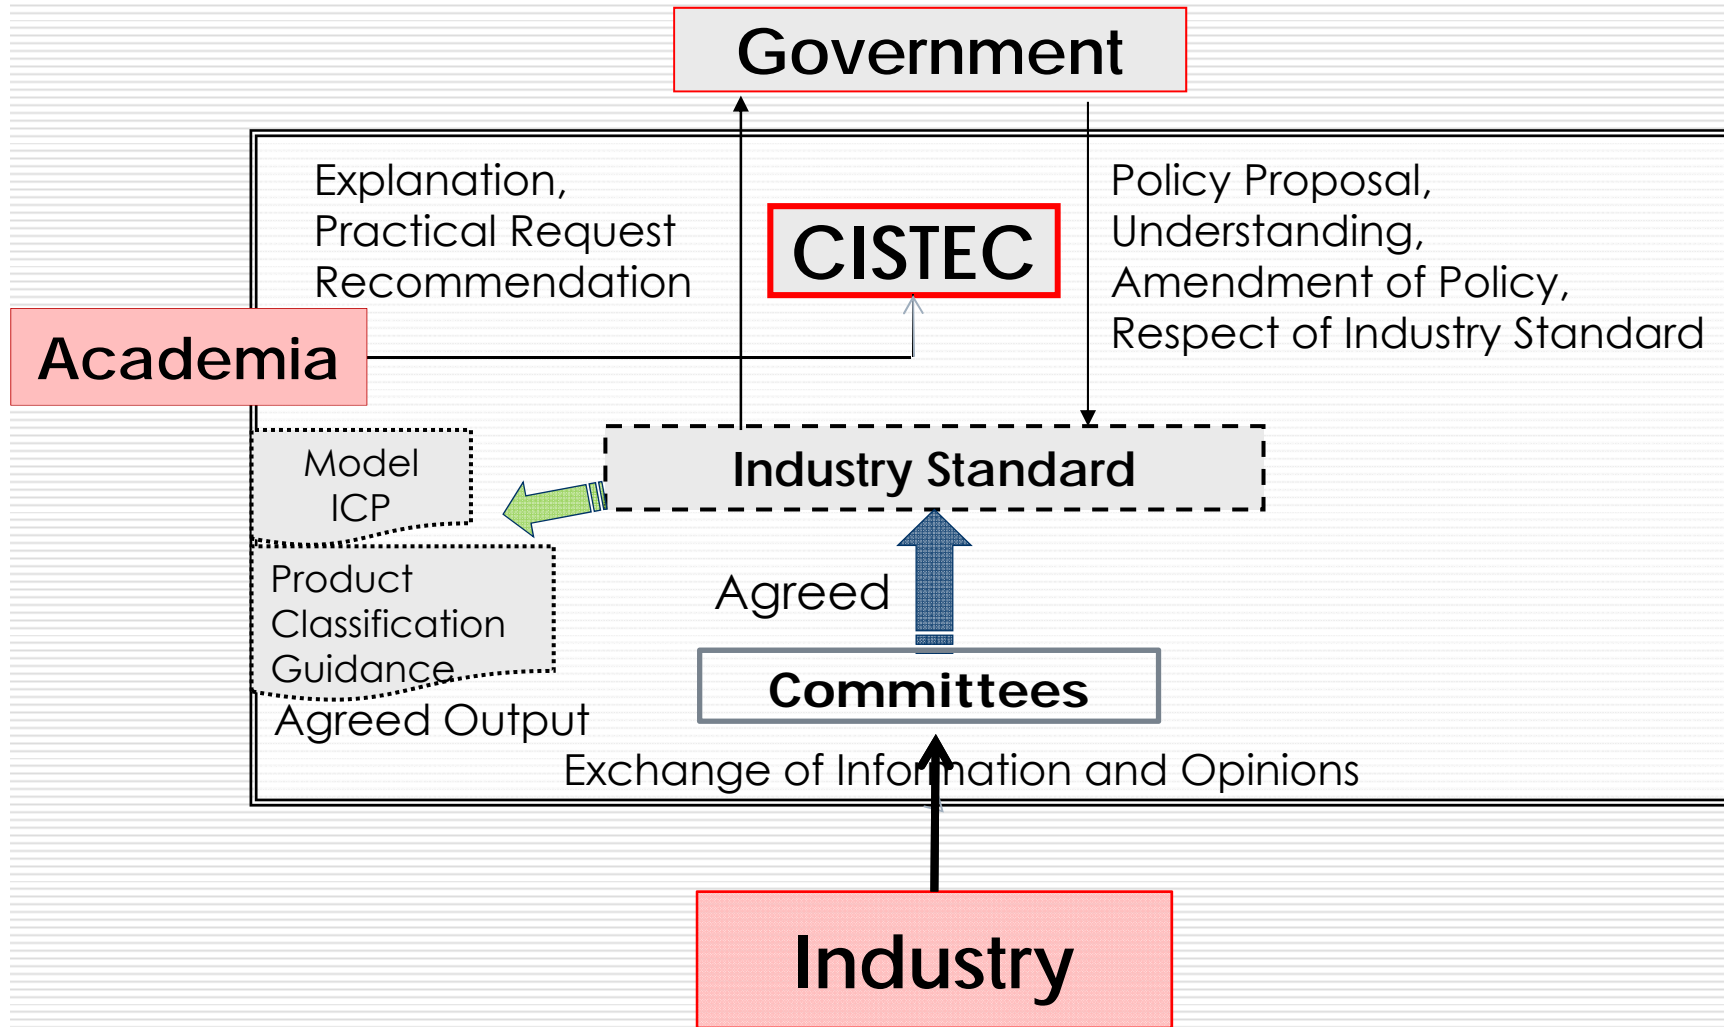 Government
Explanation,
Practical Request
Recommendation
CISTEC
Policy Proposal,
Understanding,
Amendment of Policy,
Respect of Industry Standard
Academia
Model
ICP
Industry Standard
Product
Classification
Guidance
Agreed
Committees
Agreed Output
Exchange of Information and Opinions
Industry